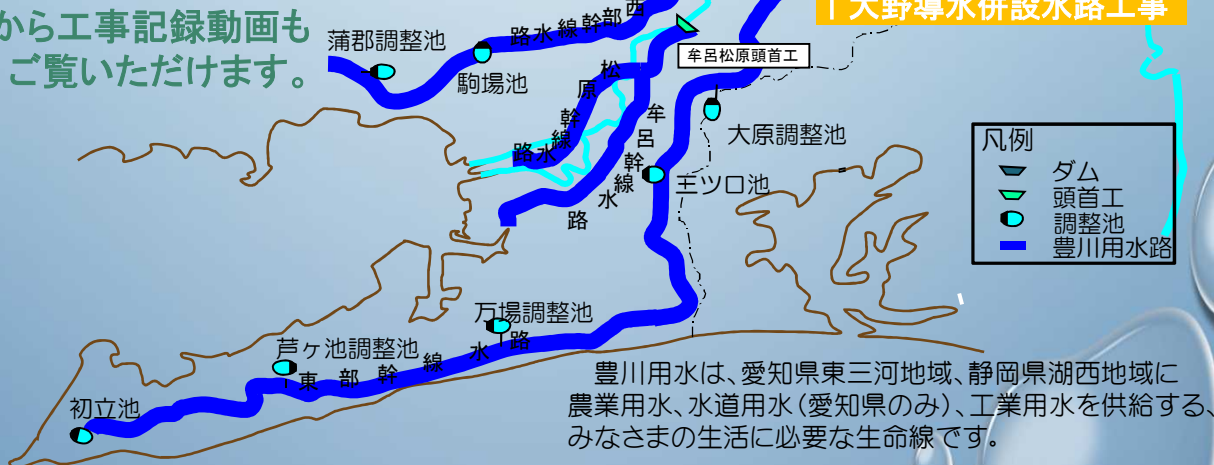 から工事記録動画も
ご覧いただけます。
大野導水併設水路工事
西部幹線水路
蒲郡調整池
駒場池
牟呂松原頭首工
松原幹線水路
牟呂幹線水路
大原調整池
三ツ口池
凡例
ダム
頭首工
調整池
豊川用水路
万場調整池
芦ヶ池調整池
東部幹線水路
初立池
豊川用水は、愛知県東三河地域、静岡県湖西地域に
農業用水、水道用水(愛知県のみ)、工業用水を供給する、
みなさまの生活に必要な生命線です。